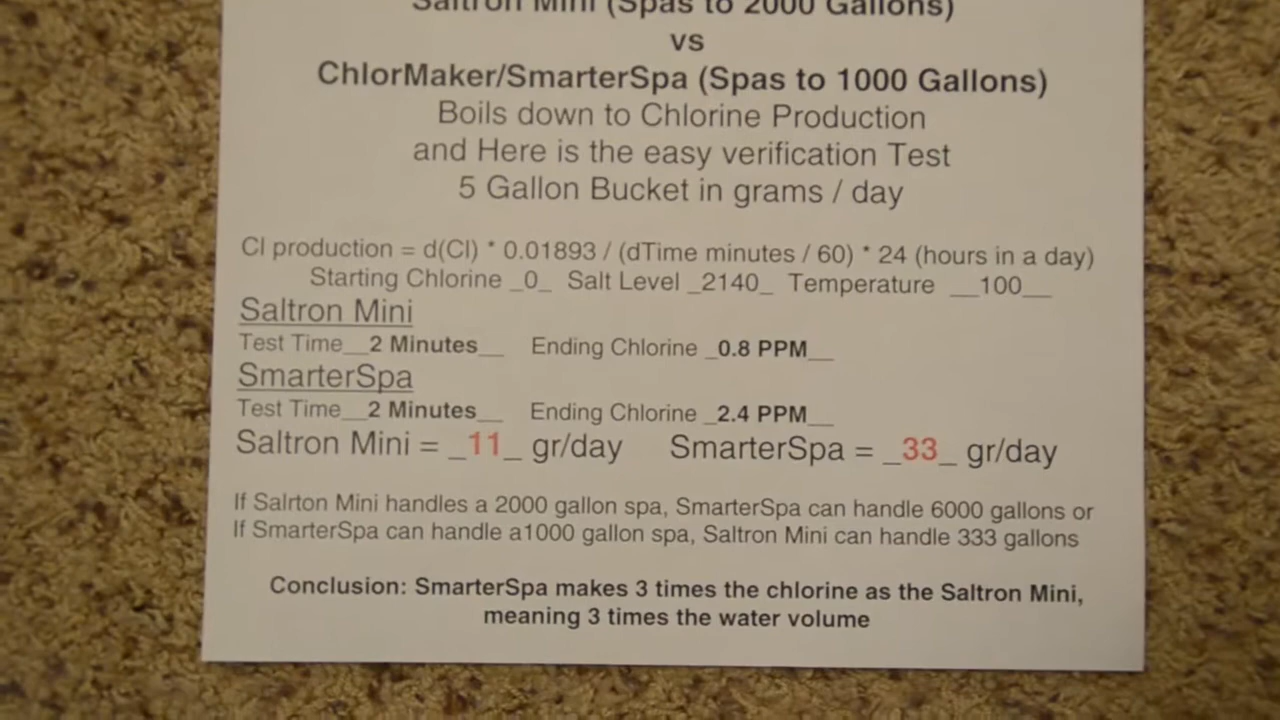 Saltron Mini (Spas to 2000 Gallons)
vs
ChlorMaker/SmarterSpa (Spas to 1000 Gallons)
Boils down to Chlorine Production
and Here is the easy verification Test
5 Gallon Bucket in grams / day
Cl production = d(Cl) * 0.01893 / (dTime minutes / 60) * 24 (hours in a day)
Starting Chlorine _0_ Salt Level _2140_ Temperature __100__
Saltron Mini
Test Time__2 Minutes__ Ending Chlorine _0.8 PPM__
SmarterSpa
Test Time__2 Minutes__ Ending Chlorine _2.4 PPM__
Saltron Mini = _11_ gr/day SmarterSpa = _33_ gr/day
If Salrton Mini handles a 2000 gallon spa, SmarterSpa can handle 6000 gallons or
If SmarterSpa can handle a1000 gallon spa, Saltron Mini can handle 333 gallons
Conclusion: SmarterSpa makes 3 times the chlorine as the Saltron Mini,
meaning 3 times the water volume